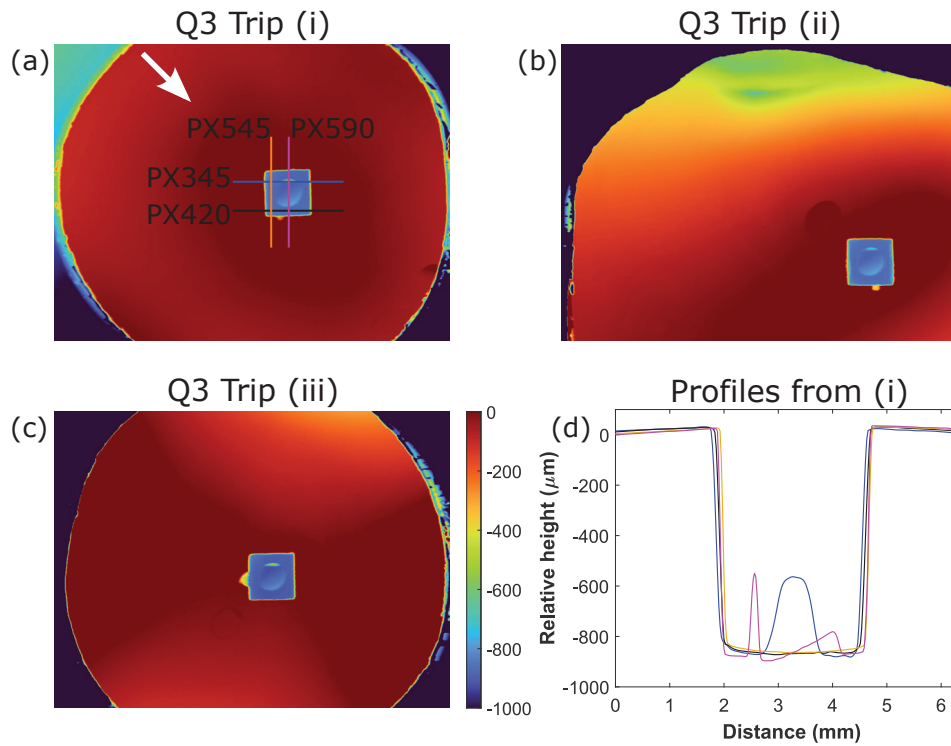 Q3 Trip (i)
Q3 Trip (ii)
(a)
(b)
PX545
PX590
PX345
PX420
Q3 Trip (iii)
Profiles from (i)
(c)
0
-200
-400
-600
-800
-1000
(d)
0
-200
-400
-600
-800
-1000
Relative height (μm)
0
1
2
3
4
5
6
Distance (mm)